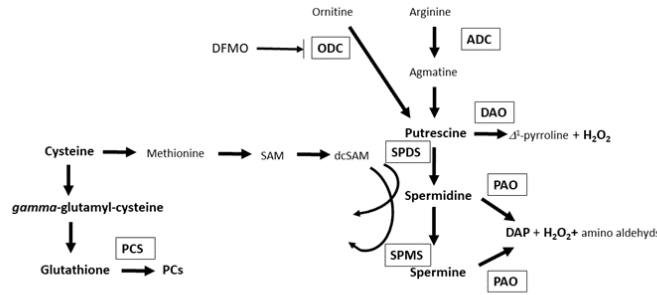 Ornitine
Arginine
DFMO
ODC
ADC
Agmatine
DAO
Putrescine
Δ¹-pyrroline + H₂O₂
Cysteine
Methionine
SAM
dcSAM
SPDS
Spermidine
PAO
gamma-glutamyl-cysteine
DAP + H₂O₂+ amino aldehyds
PCS
SPMS
Glutathione
PCs
Spermine
PAO